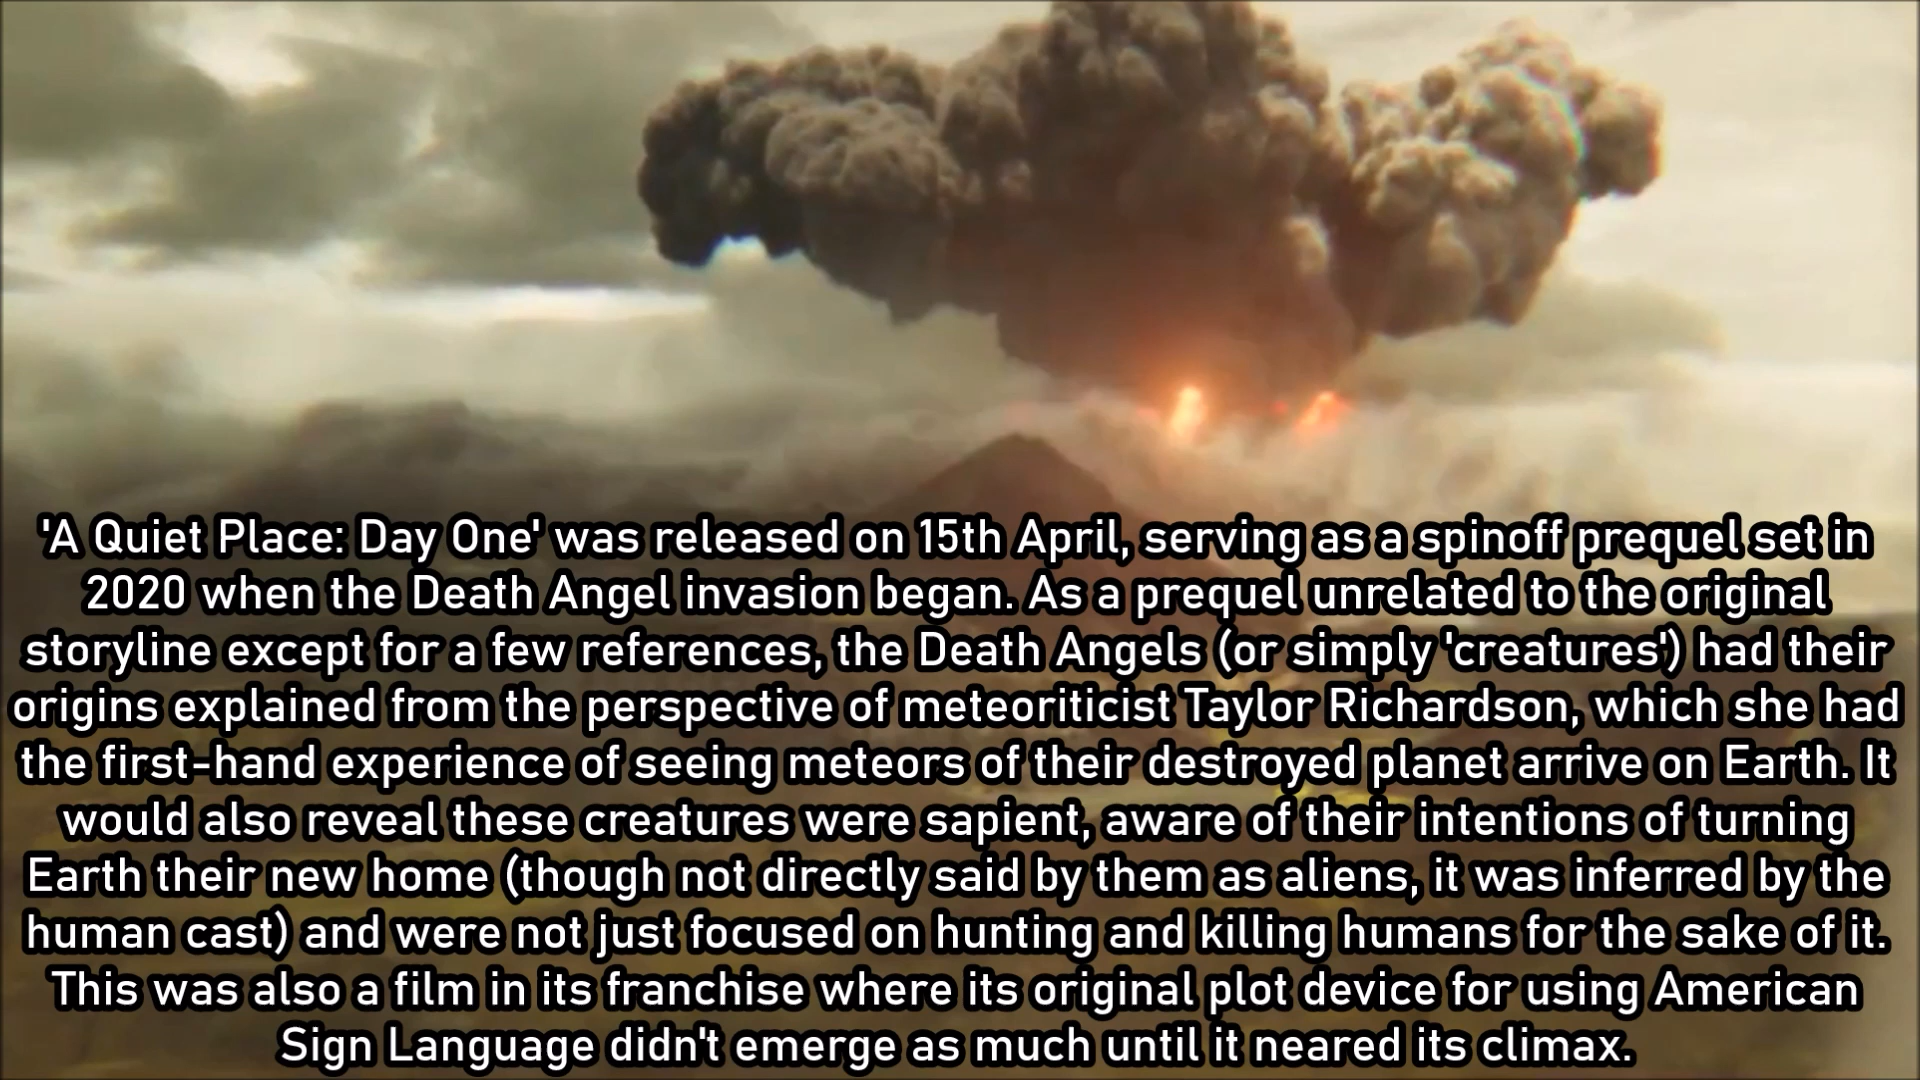 'A Quiet Place: Day One' was released on 15th April, serving as a spinoff prequel set in
2020 when the Death Angel invasion began. As a prequel unrelated to the original
storyline except for a few references, the Death Angels (or simply 'creatures') had their
origins explained from the perspective of meteoriticist Taylor Richardson, which she had
the first-hand experience of seeing meteors of their destroyed planet arrive on Earth. It
would also reveal these creatures were sapient, aware of their intentions of turning
Earth their new home (though not directly said by them as aliens, it was inferred by the
human cast) and were not just focused on hunting and killing humans for the sake of it.
This was also a film in its franchise where its original plot device for using American
Sign Language didn't emerge as much until it neared its climax.